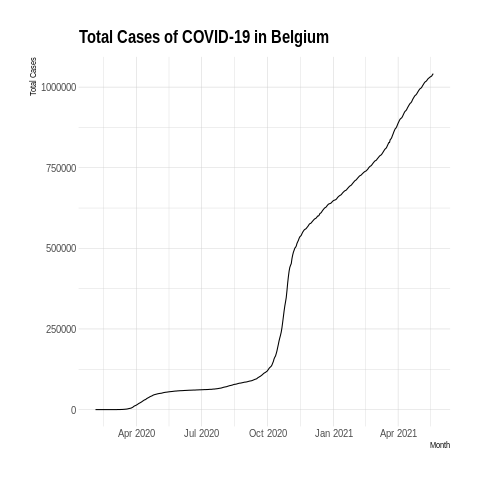 Total Cases of COVID-19 in Belgium
Total Cases
1000000
750000
500000
250000
0
Apr 2020 Jul 2020 Oct 2020 Jan 2021 Apr 2021
Month